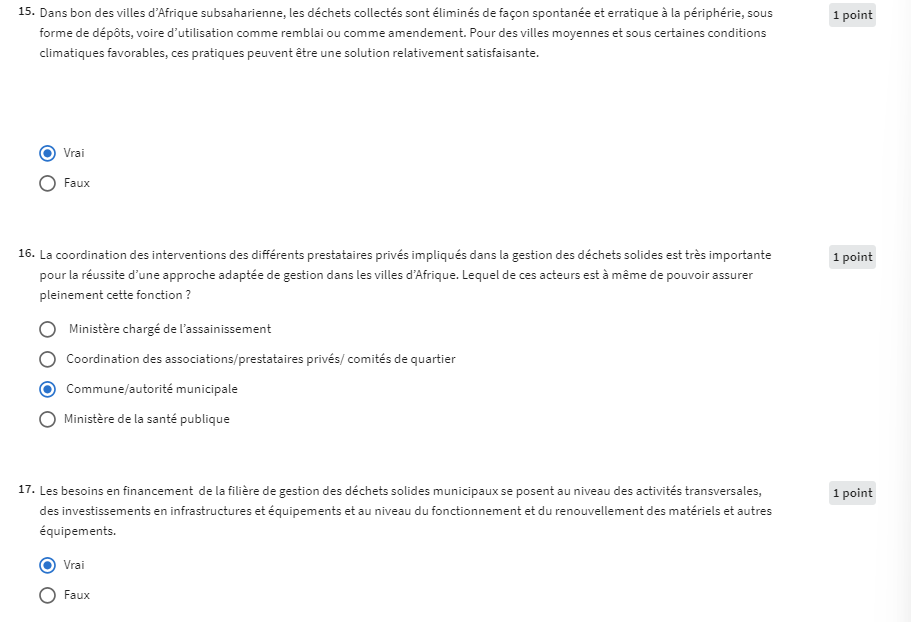 15. Dans bon des villes d'Afrique subsaharienne, les déchets collectés sont éliminés de façon spontanée et erratique à la périphérie, sous 1 point
forme de dépôts, voire d'utilisation comme remblai ou comme amendement. Pour des villes moyennes et sous certaines conditions
climatiques favorables, ces pratiques peuvent être une solution relativement satisfaisante.
Vrai
Faux
16. La coordination des interventions des différents prestataires privés impliqués dans la gestion des déchets solides est très importante 1 point
pour la réussite d'une approche adaptée de gestion dans les villes d'Afrique. Lequel de ces acteurs est à même de pouvoir assurer
pleinement cette fonction ?
Ministère chargé de l'assainissement
Coordination des associations/prestataires privés/ comités de quartier
Commune/autorité municipale
Ministère de la santé publique
17. Les besoins en financement de la filière de gestion des déchets solides municipaux se posent au niveau des activités transversales, 1 point
des investissements en infrastructures et équipements et au niveau du fonctionnement et du renouvellement des matériels et autres
équipements.
Vrai
Faux